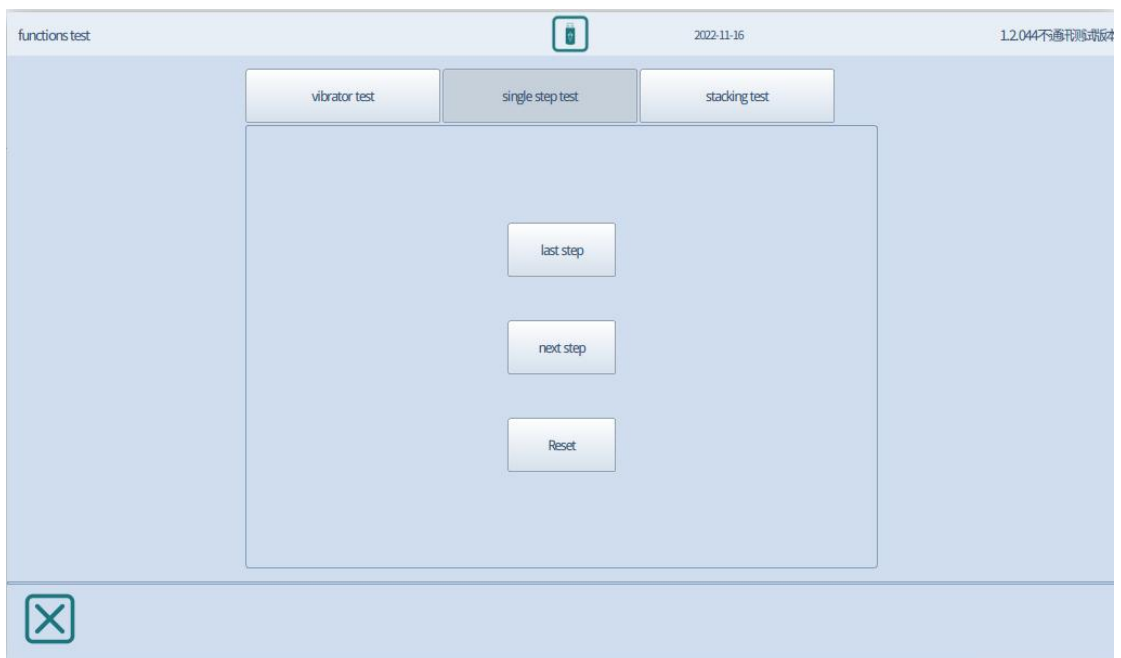 functions test
2022-11-16
1.2.044不通讯测试版本
vibrator test
single step test
stacking test
last step
next step
Reset